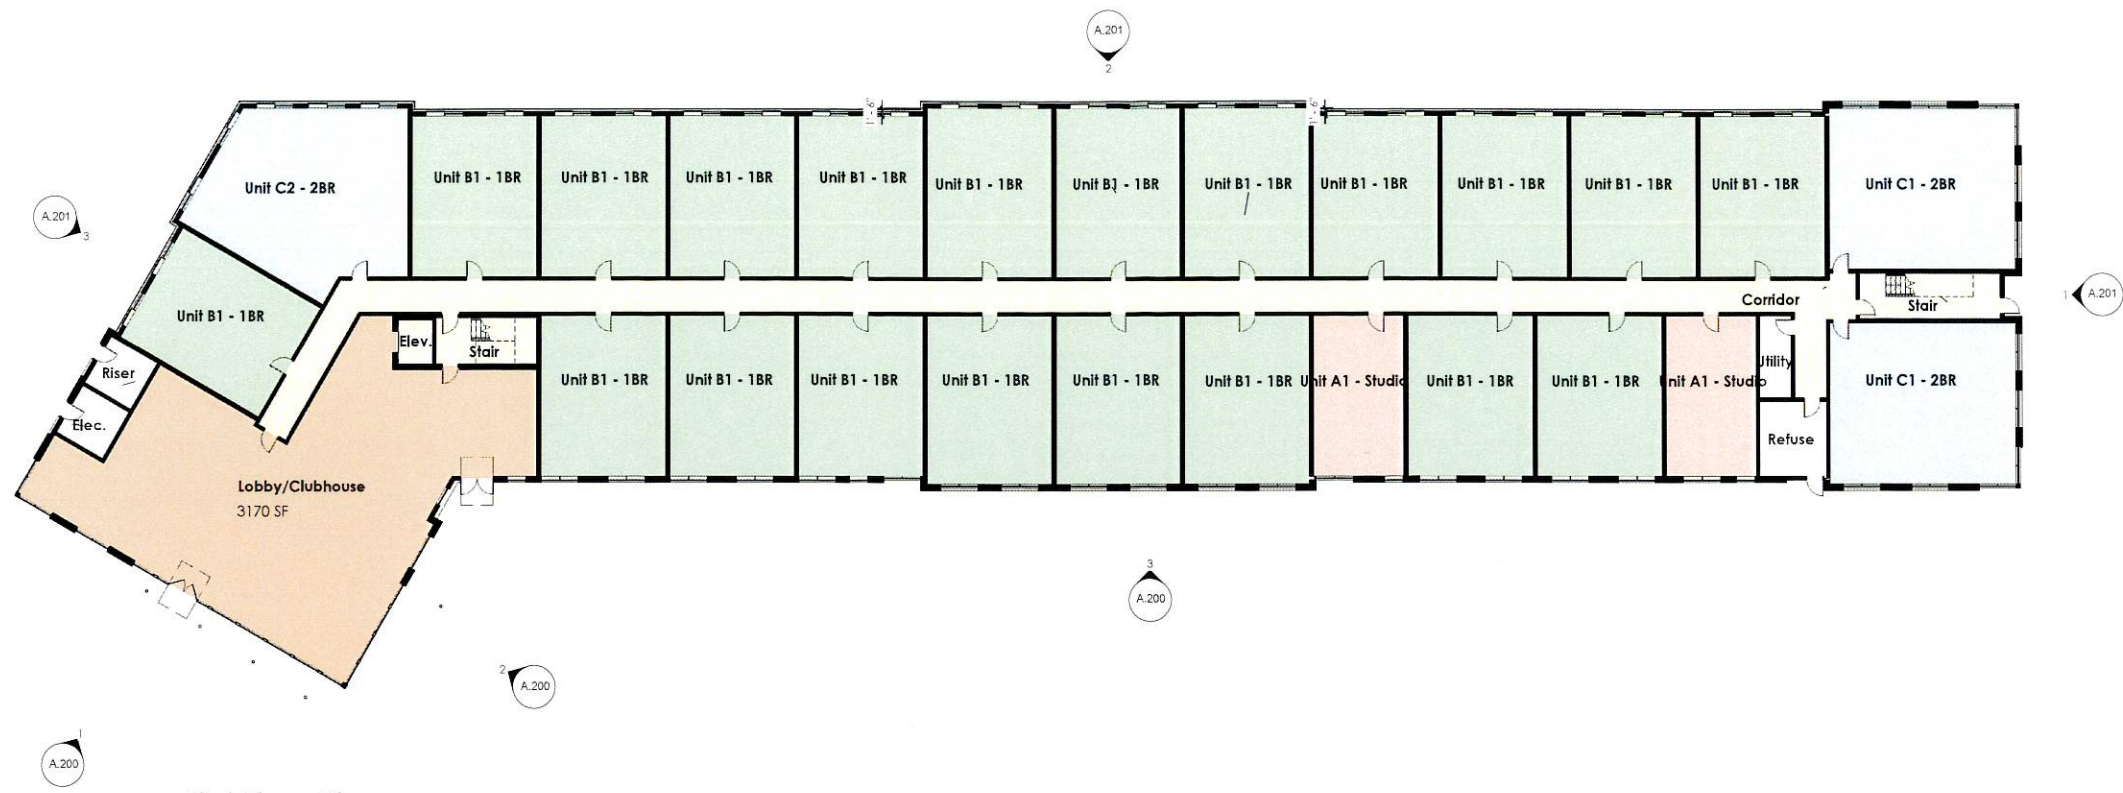 A.201
2
1'-6"
1'-6"
Unit C2 - 2BR
Unit B1 - 1BR
Unit B1 - 1BR
Unit B1 - 1BR
Unit B1 - 1BR
Unit B1 - 1BR
Unit B1 - 1BR
Unit B1 - 1BR
Unit B1 - 1BR
Unit B1 - 1BR
Unit B1 - 1BR
Unit B1 - 1BR
Unit C1 - 2BR
A.201
3
Unit B1 - 1BR
Corridor
Stair
1
A.201
Elev.
Stair
Riser
Elec.
Unit B1 - 1BR
Unit B1 - 1BR
Unit B1 - 1BR
Unit B1 - 1BR
Unit B1 - 1BR
Unit B1 - 1BR
Unit A1 - Studio
Unit B1 - 1BR
Unit B1 - 1BR
Unit A1 - Studio
Utility
Unit C1 - 2BR
Refuse
Lobby/Clubhouse
3170 SF
3
A.200
2
A.200
1
A.200